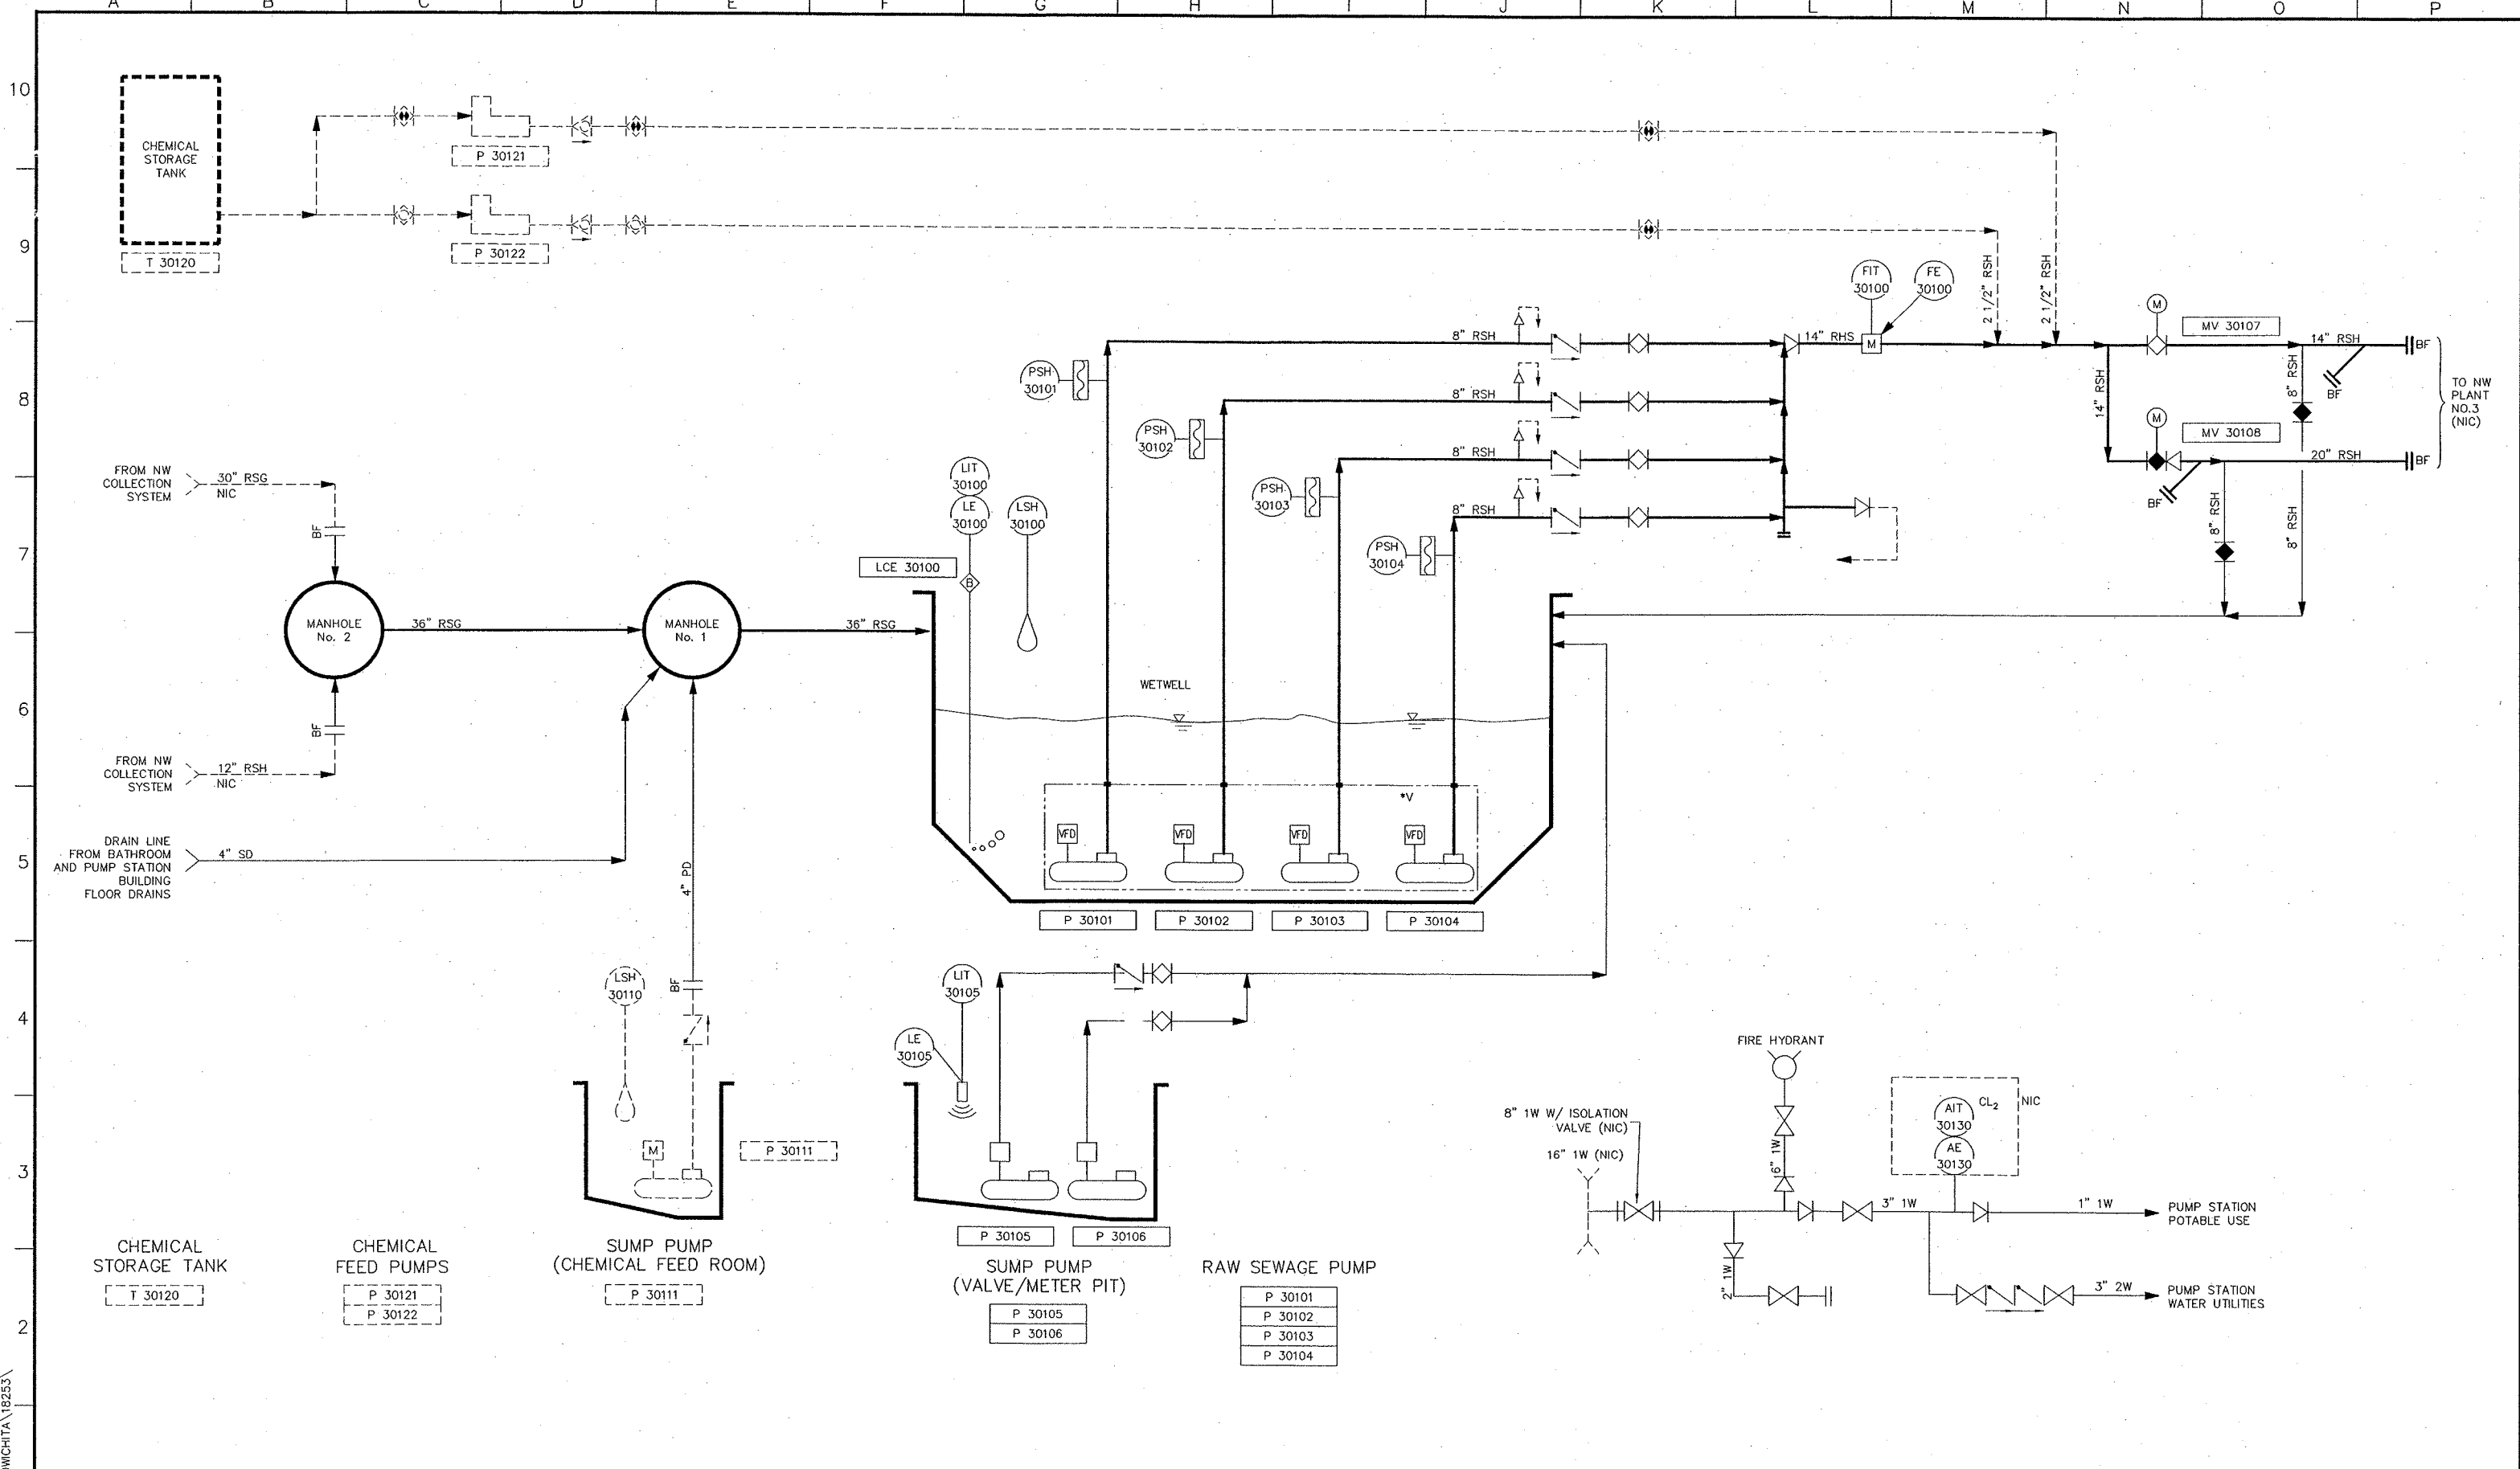 A B C D E F G H I J K L M N O P
10
9
8
7
6
5
4
3
2
CHEMICAL
STORAGE
TANK
T 30120
P 30121
P 30122
2 1/2" RSH
2 1/2" RSH
FIT
30100
FE
30100
M
MV 30107
8" RSH
14" RHS
M
14" RSH
BF
BF
8" RSH
PSH
30101
8" RSH
14" RSH
M
MV 30108
TO NW
PLANT
NO.3
(NIC)
PSH
30102
8" RSH
20" RSH
BF
BF
8" RSH
8" RSH
PSH
30103
8" RSH
PSH
30104
FROM NW
COLLECTION
SYSTEM
30" RSG
NIC
BF
LIT
30100
LE
30100
LSH
30100
LCE 30100
B
MANHOLE
No. 2
36" RSG
MANHOLE
No. 1
36" RSG
WETWELL
BF
FROM NW
COLLECTION
SYSTEM
12" RSH
NIC
*V
VFD
VFD
VFD
VFD
DRAIN LINE
FROM BATHROOM
AND PUMP STATION
BUILDING
FLOOR DRAINS
4" SD
4" PD
P 30101
P 30102
P 30103
P 30104
LSH
30110
BF
LIT
30105
LE
30105
M
P 30111
P 30105
P 30106
FIRE HYDRANT
8" 1W W/ ISOLATION
VALVE (NIC)
16" 1W (NIC)
6" 1W
AIT
30130
CL2
NIC
AE
30130
3" 1W
1" 1W
PUMP STATION
POTABLE USE
2" 1W
3" 2W
PUMP STATION
WATER UTILITIES
CHEMICAL
STORAGE TANK
T 30120
CHEMICAL
FEED PUMPS
P 30121
P 30122
SUMP PUMP
(CHEMICAL FEED ROOM)
P 30111
SUMP PUMP
(VALVE/METER PIT)
P 30105
P 30106
RAW SEWAGE PUMP
P 30101
P 30102
P 30103
P 30104
WICHITA\18253\